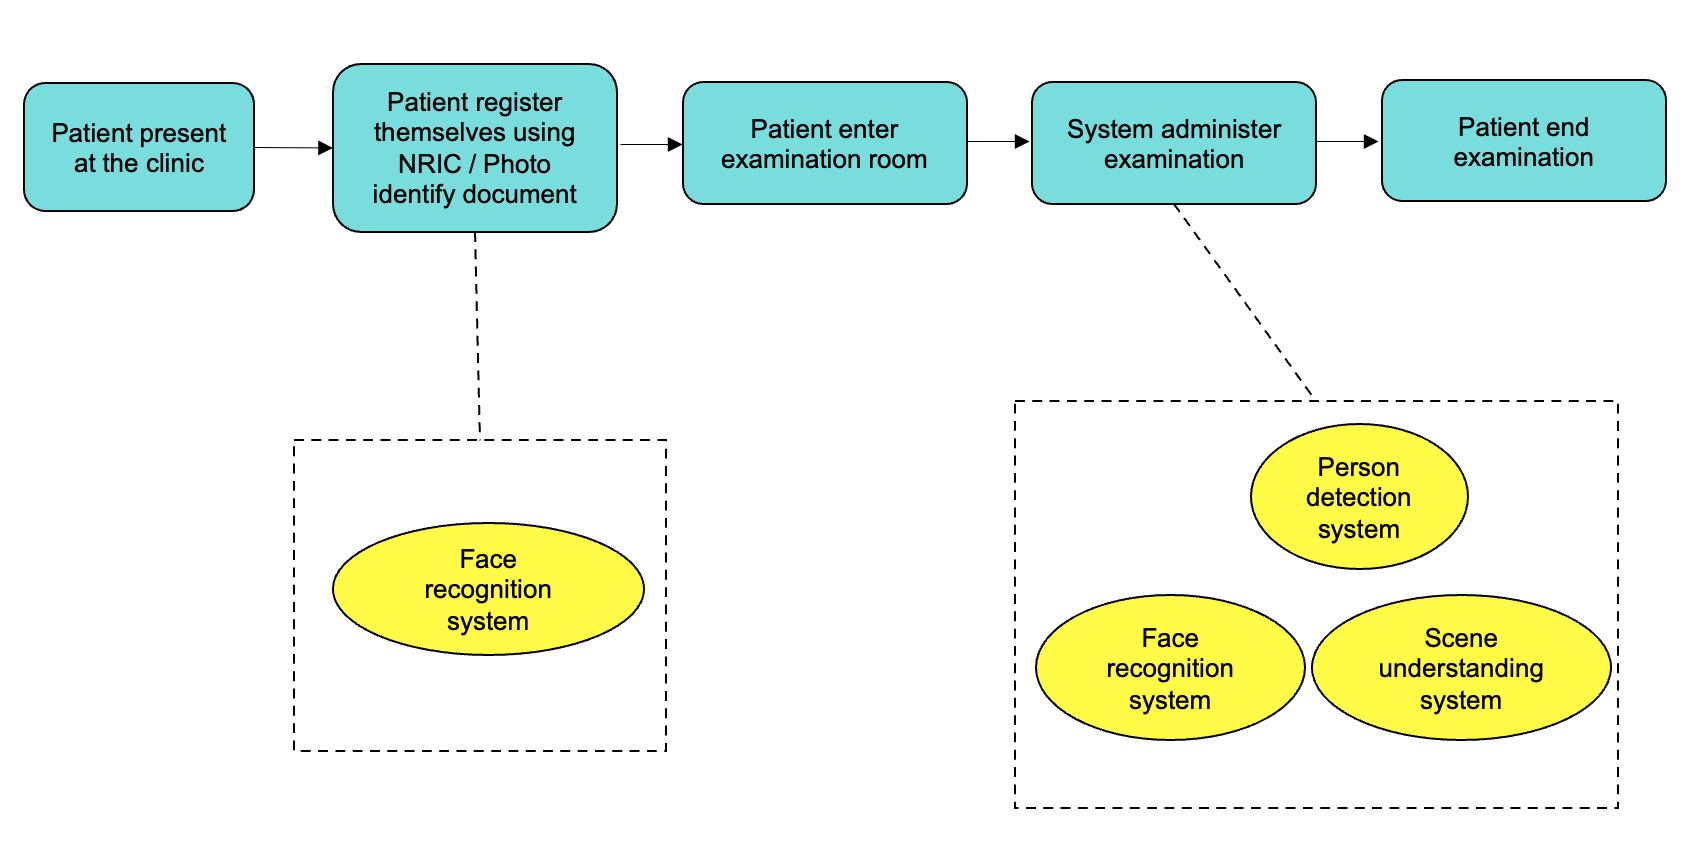 Patient present
at the clinic
Patient register
themselves using
NRIC / Photo
identify document
Patient enter
examination room
System administer
examination
Patient end
examination
Face
recognition
system
Person
detection
system
Face
recognition
system
Scene
understanding
system